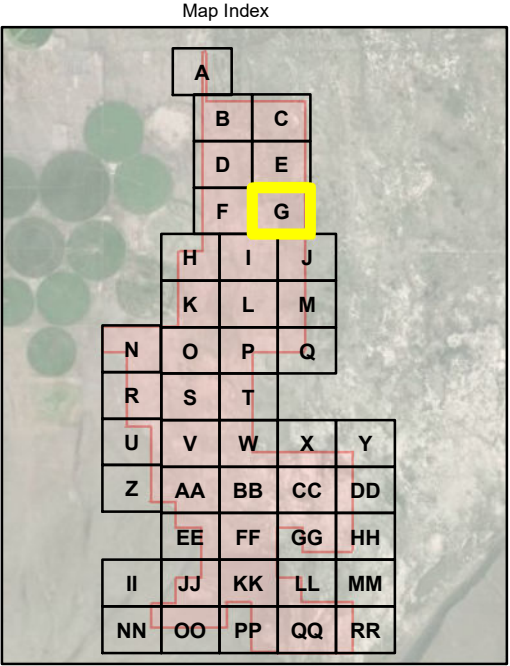 Map Index
A
B C
D E
F G
H I J
K L M
N O P Q
R S T
U V W X Y
Z AA BB CC DD
EE FF GG HH
II JJ KK LL MM
NN OO PP QQ RR